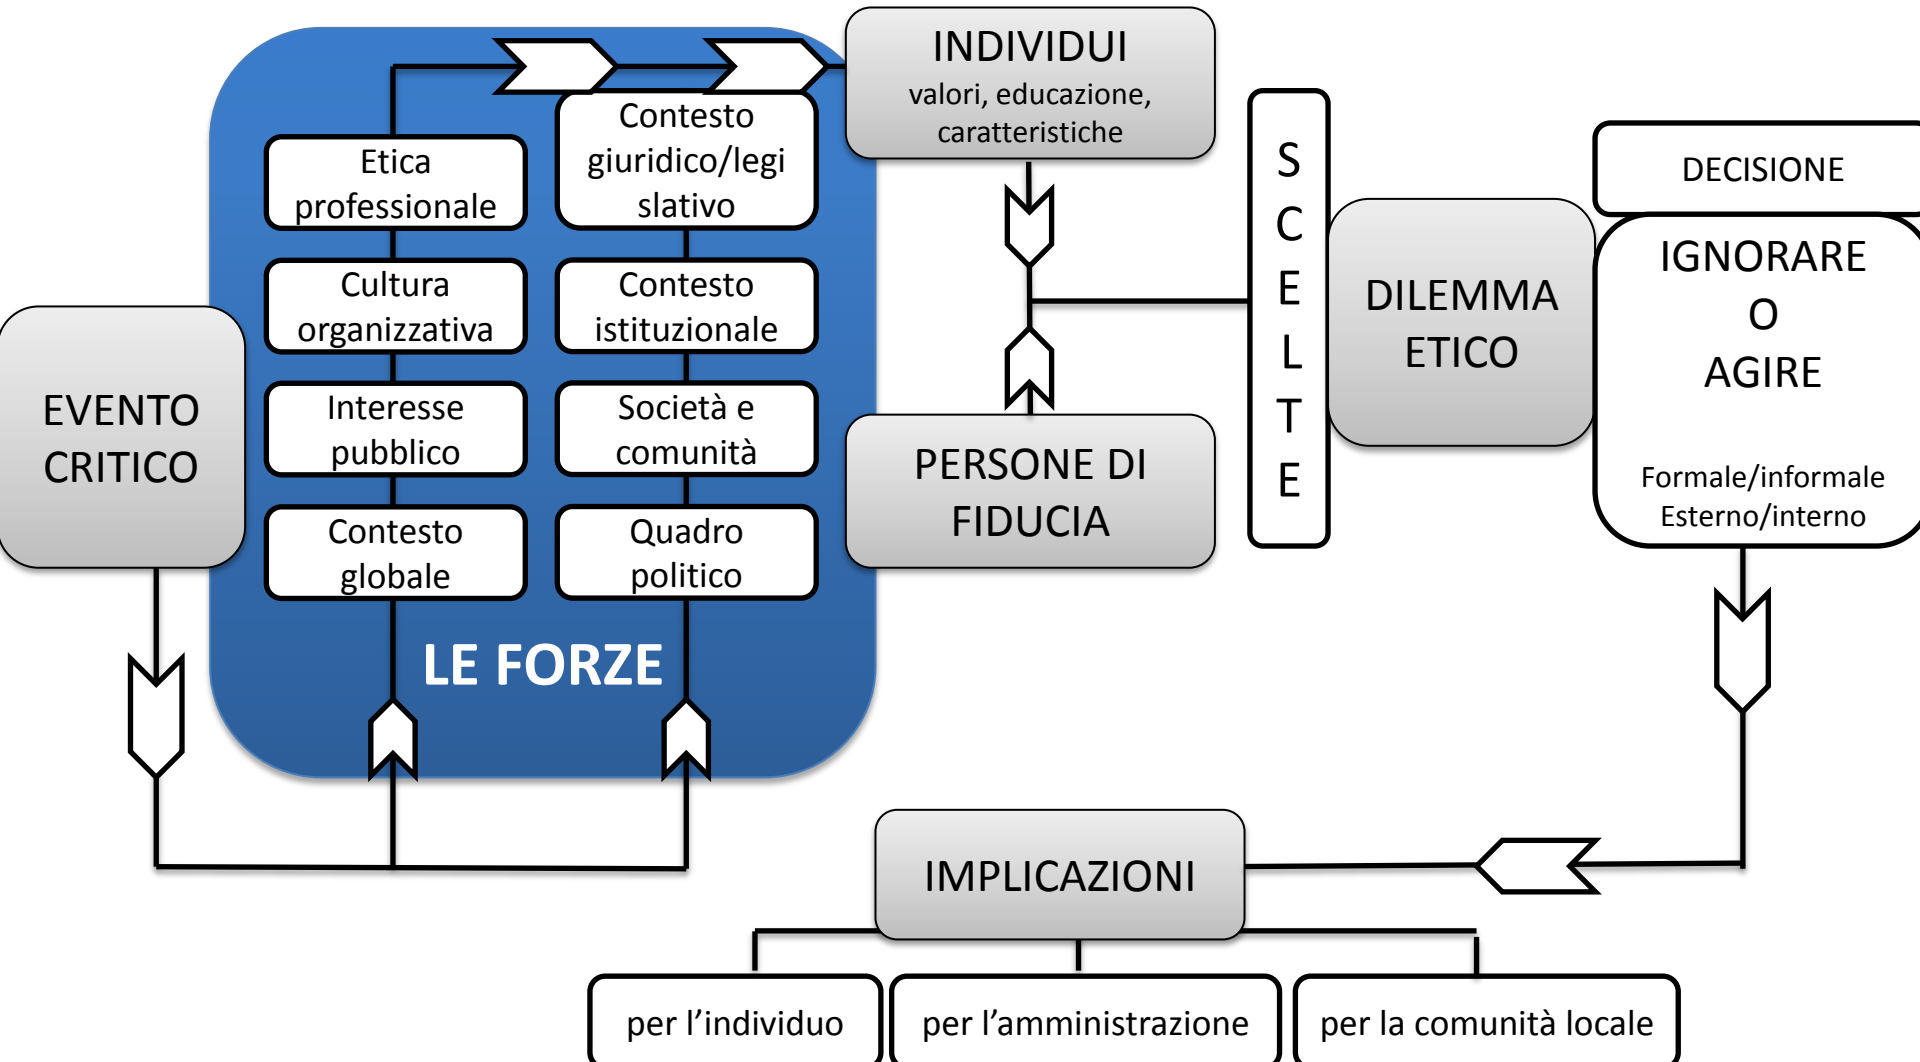 EVENTO
CRITICO
Etica
professionale
Cultura
organizzativa
Interesse
pubblico
Contesto
globale
Contesto
giuridico/legi
slativo
Contesto
istituzionale
Società e
comunità
Quadro
politico
LE FORZE
INDIVIDUI
valori, educazione,
caratteristiche
PERSONE DI
FIDUCIA
S
C
E
L
T
E
DILEMMA
ETICO
DECISIONE
IGNORARE
O
AGIRE
Formale/informale
Esterno/interno
IMPLICAZIONI
per l’individuo
per l’amministrazione
per la comunità locale